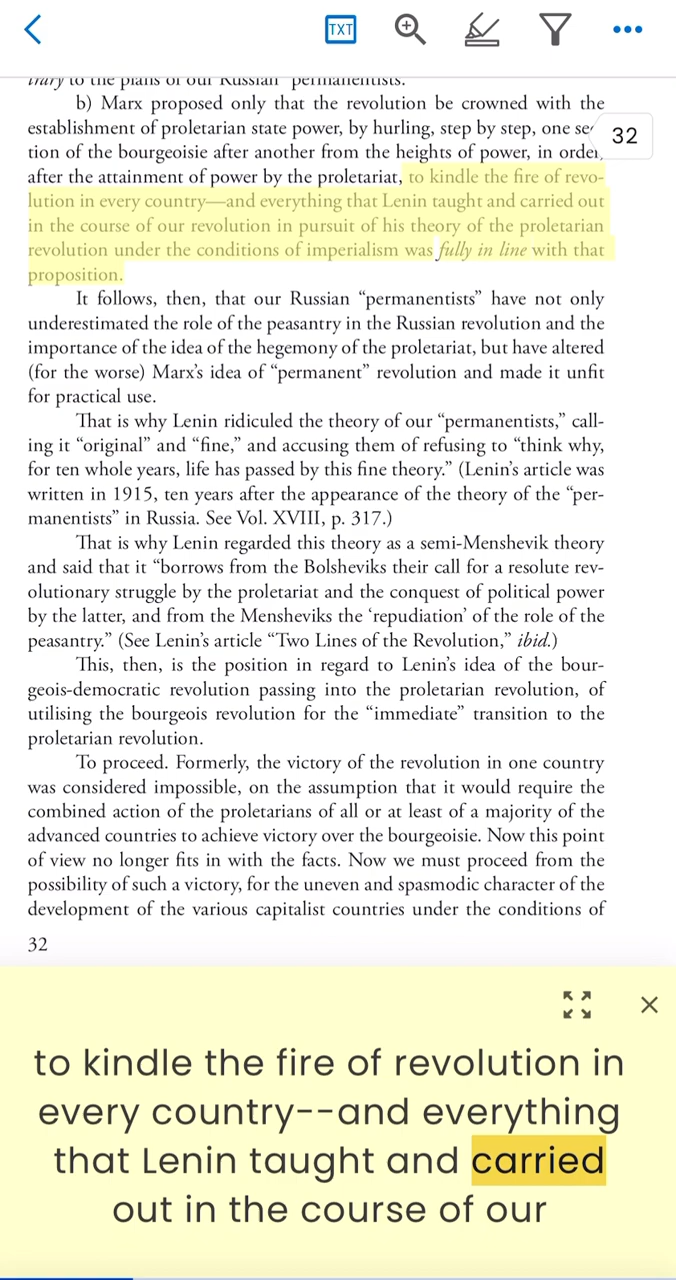 TXT
trary to the plans of our Russian “permanentists.”
b) Marx proposed only that the revolution be crowned with the
establishment of proletarian state power, by hurling, step by step, one sec-
32
tion of the bourgeoisie after another from the heights of power, in order,
after the attainment of power by the proletariat, to kindle the fire of revo-
lution in every country—and everything that Lenin taught and carried out
in the course of our revolution in pursuit of his theory of the proletarian
revolution under the conditions of imperialism was fully in line with that
proposition.
It follows, then, that our Russian “permanentists” have not only
underestimated the role of the peasantry in the Russian revolution and the
importance of the idea of the hegemony of the proletariat, but have altered
(for the worse) Marx’s idea of “permanent” revolution and made it unfit
for practical use.
That is why Lenin ridiculed the theory of our “permanentists,” call-
ing it “original” and “fine,” and accusing them of refusing to “think why,
for ten whole years, life has passed by this fine theory.” (Lenin’s article was
written in 1915, ten years after the appearance of the theory of the “per-
manentists” in Russia. See Vol. XVIII, p. 317.)
That is why Lenin regarded this theory as a semi-Menshevik theory
and said that it “borrows from the Bolsheviks their call for a resolute rev-
olutionary struggle by the proletariat and the conquest of political power
by the latter, and from the Mensheviks the ‘repudiation’ of the role of the
peasantry.” (See Lenin’s article “Two Lines of the Revolution,” ibid.)
This, then, is the position in regard to Lenin’s idea of the bour-
geois-democratic revolution passing into the proletarian revolution, of
utilising the bourgeois revolution for the “immediate” transition to the
proletarian revolution.
To proceed. Formerly, the victory of the revolution in one country
was considered impossible, on the assumption that it would require the
combined action of the proletarians of all or at least of a majority of the
advanced countries to achieve victory over the bourgeoisie. Now this point
of view no longer fits in with the facts. Now we must proceed from the
possibility of such a victory, for the uneven and spasmodic character of the
development of the various capitalist countries under the conditions of
32
to kindle the fire of revolution in
every country--and everything
that Lenin taught and carried
out in the course of our